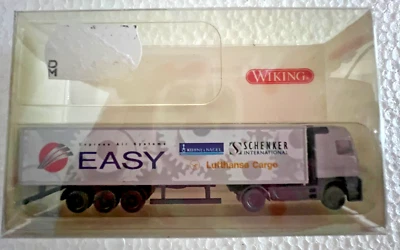 WIKING
Express Air Systems
EASY
KUEHNE & NAGEL
SCHENKER
INTERNATIONAL
Lufthansa Cargo